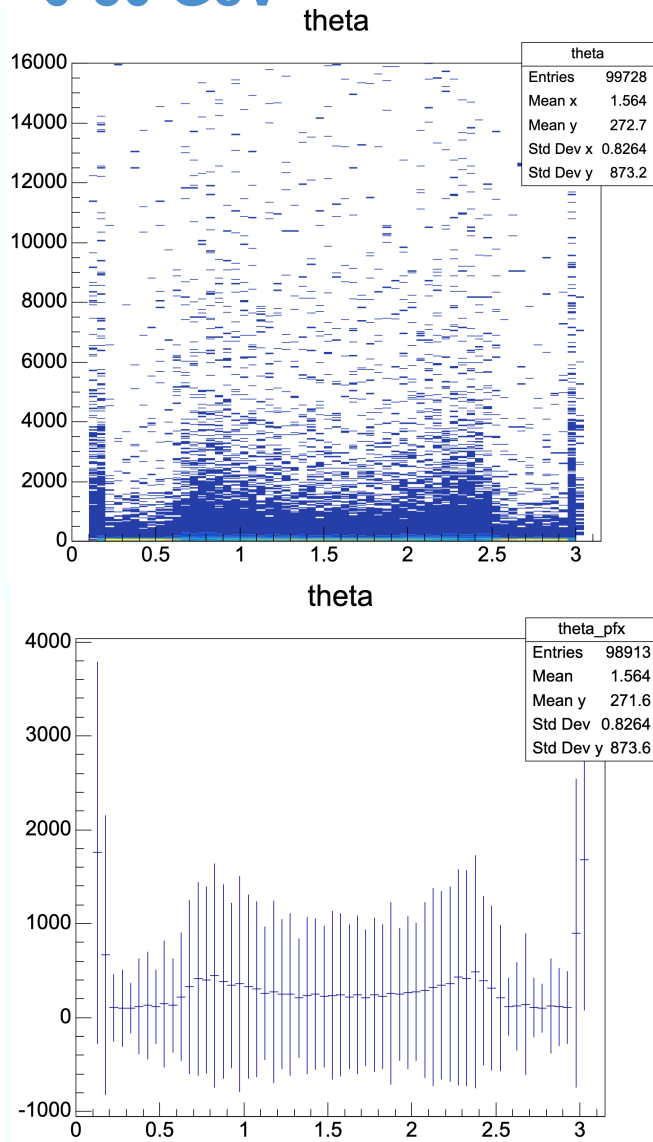 theta
theta
Entries 99728
Mean x 1.564
Mean y 272.7
Std Dev x 0.8264
Std Dev y 873.2
16000
14000
12000
10000
8000
6000
4000
2000
0
0 0.5 1 1.5 2 2.5 3
theta
theta_pfx
Entries 98913
Mean 1.564
Mean y 271.6
Std Dev 0.8264
Std Dev y 873.6
4000
3000
2000
1000
0
-1000
0 0.5 1 1.5 2 2.5 3